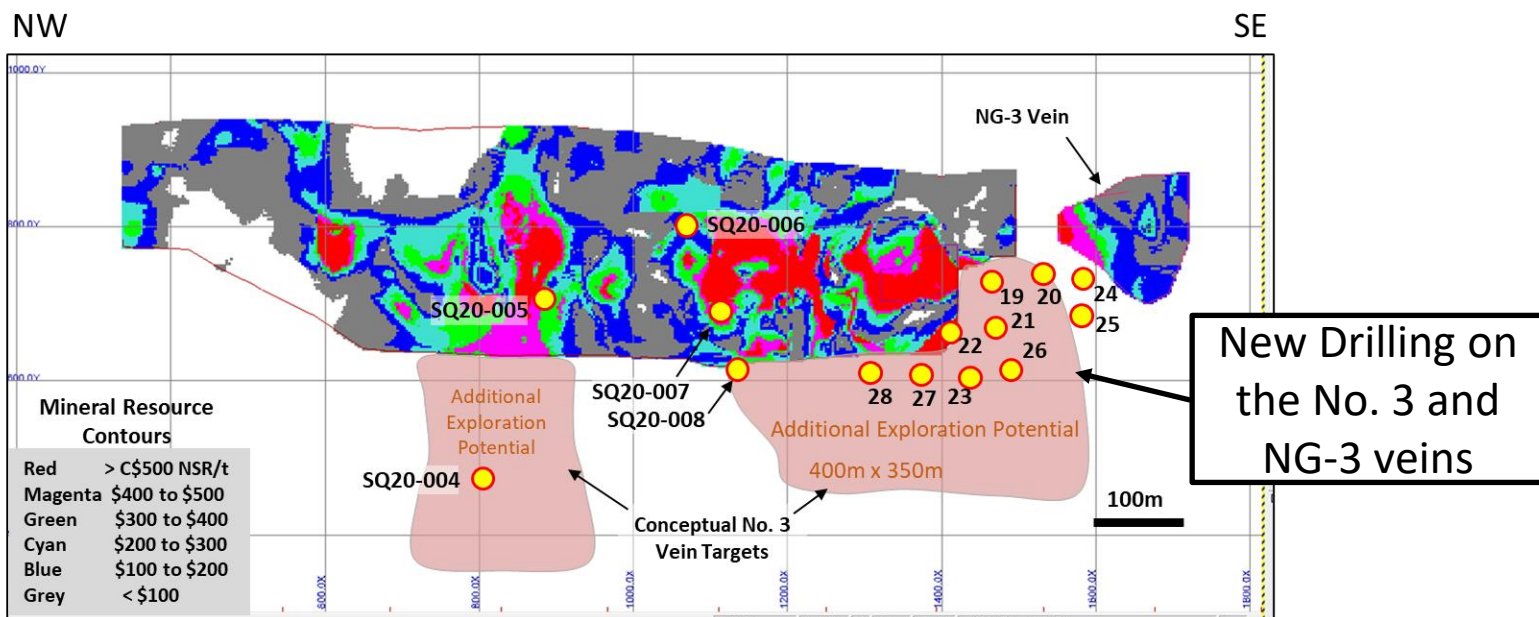 NW
SE
1000.0Y
NG-3 Vein
800.0Y
SQ20-006
SQ20-005
19
20
24
21
25
22
26
SQ20-007
SQ20-008
28
27
23
600.0Y
New Drilling on
the No. 3 and
NG-3 veins
Additional
Exploration
Potential
Additional Exploration Potential
400m x 350m
SQ20-004
100m
Conceptual No. 3
Vein Targets
Mineral Resource
Contours
Red > C$500 NSR/t
Magenta $400 to $500
Green $300 to $400
Cyan $200 to $300
Blue $100 to $200
Grey < $100
600.0X
800.0X
1000.0X
1200.0X
1400.0X
1600.0X
1800.0X